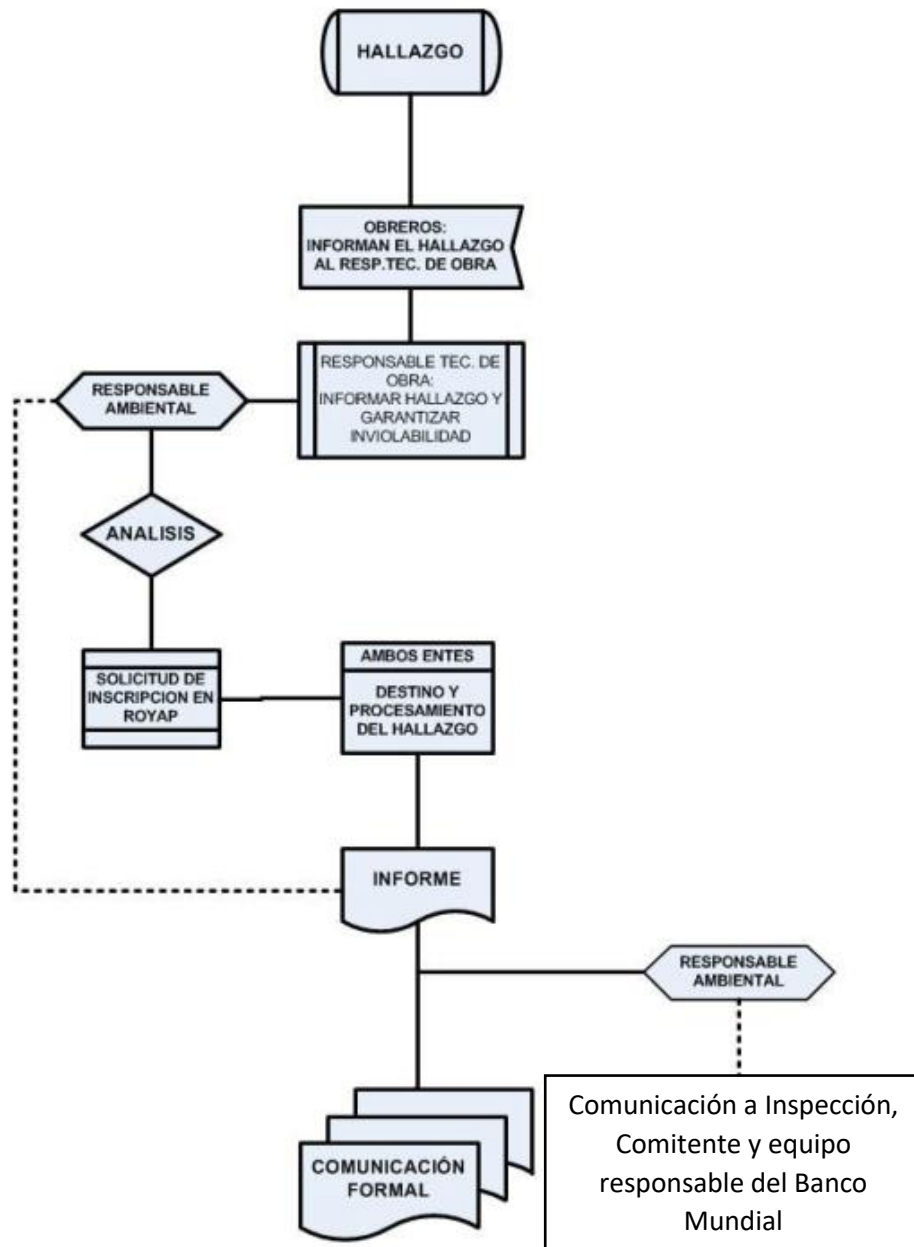 HALLAZGO
OBREROS:
INFORMAN EL HALLAZGO
AL RESP.TEC. DE OBRA
RESPONSABLE TEC. DE
OBRA:
INFORMAR HALLAZGO Y
GARANTIZAR
INVIOLABILIDAD
RESPONSABLE
AMBIENTAL
ANALISIS
SOLICITUD DE
INSCRIPCION EN
ROYAP
AMBOS ENTES
DESTINO Y
PROCESAMIENTO
DEL HALLAZGO
INFORME
RESPONSABLE
AMBIENTAL
COMUNICACIÓN
FORMAL
Comunicación a Inspección,
Comitente y equipo
responsable del Banco
Mundial